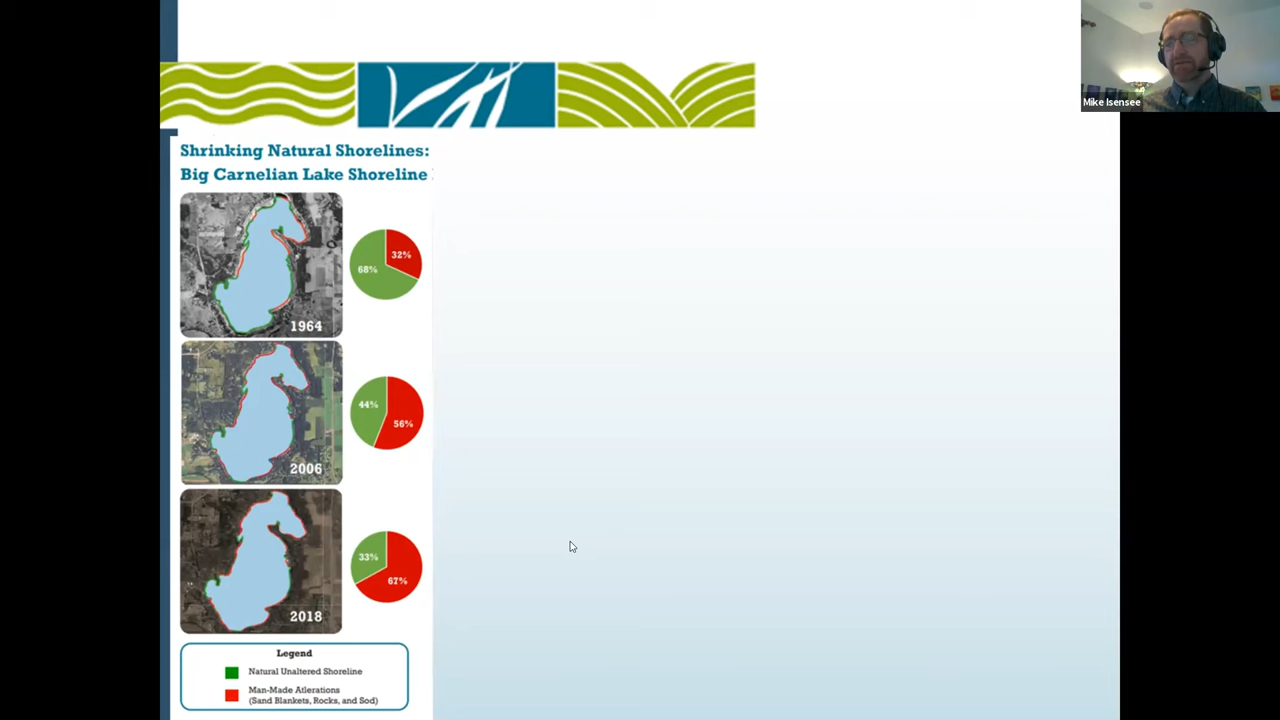 Mike Isensee
Shrinking Natural Shorelines:
Big Carnelian Lake Shoreline
32%
68%
1964
44%
56%
2006
33%
67%
2018
Legend
Natural Unaltered Shoreline
Man-Made Atlerations
(Sand Blankets, Rocks, and Sod)